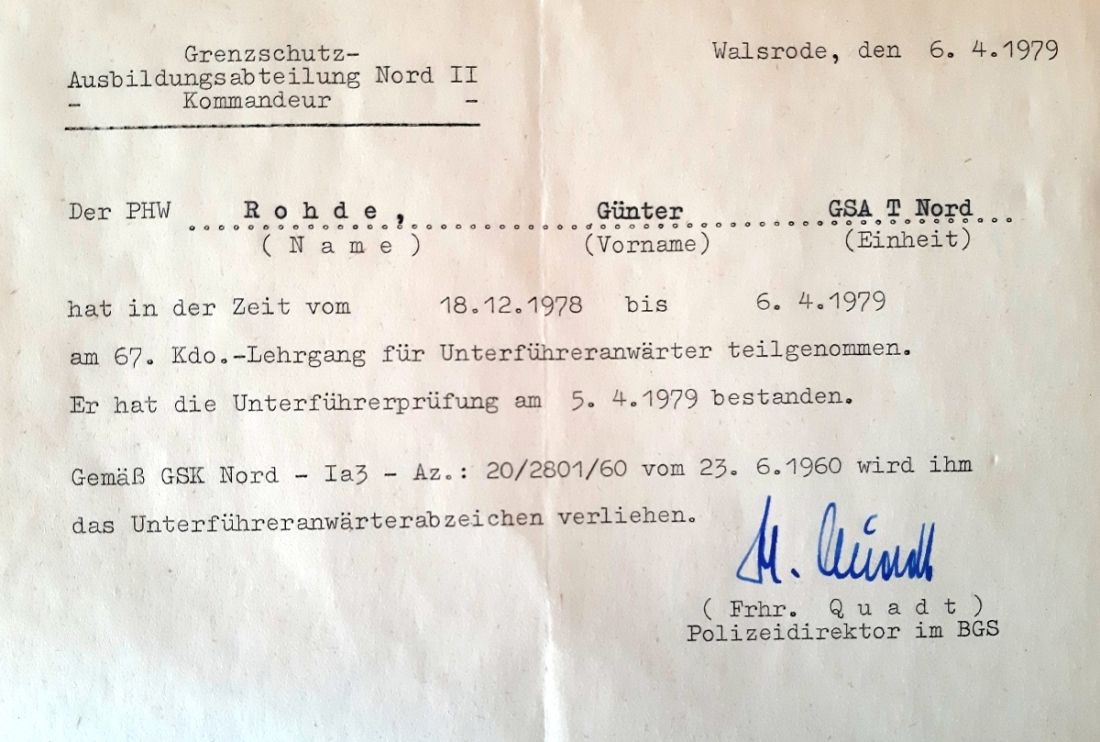 Grenzschutz-
Ausbildungsabteilung Nord II
- Kommandeur -
Walsrode, den 6. 4.1979
Der PHW Rohde, Günter GSA T Nord
(Name) (Vorname) (Einheit)
hat in der Zeit vom 18.12.1978 bis 6. 4.1979
am 67. Kdo.-Lehrgang für Unterführeranwärter teilgenommen.
Er hat die Unterführerprüfung am 5. 4.1979 bestanden.
Gemäß GSK Nord - Ia3 - Az.: 20/2801/60 vom 23. 6.1960 wird ihm
das Unterführeranwärterabzeichen verliehen.
( Frhr. Quadt )
Polizeidirektor im BGS